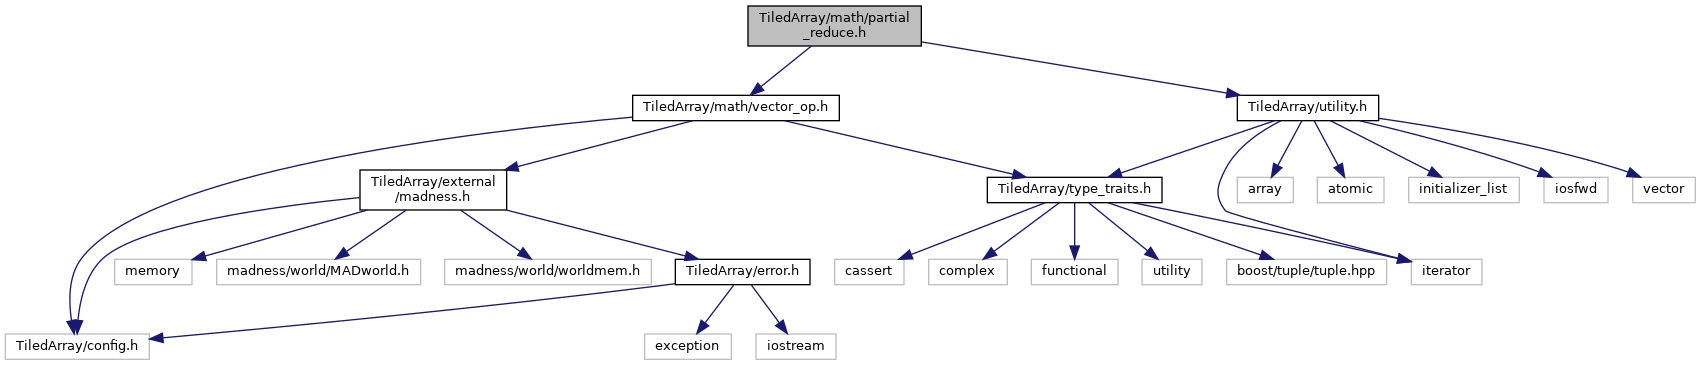 TiledArray/math/partial
_reduce.h
TiledArray/math/vector_op.h
TiledArray/utility.h
TiledArray/external
/madness.h
TiledArray/type_traits.h
array
atomic
initializer_list
iosfwd
vector
memory
madness/world/MADworld.h
madness/world/worldmem.h
TiledArray/error.h
cassert
complex
functional
utility
boost/tuple/tuple.hpp
iterator
TiledArray/config.h
exception
iostream